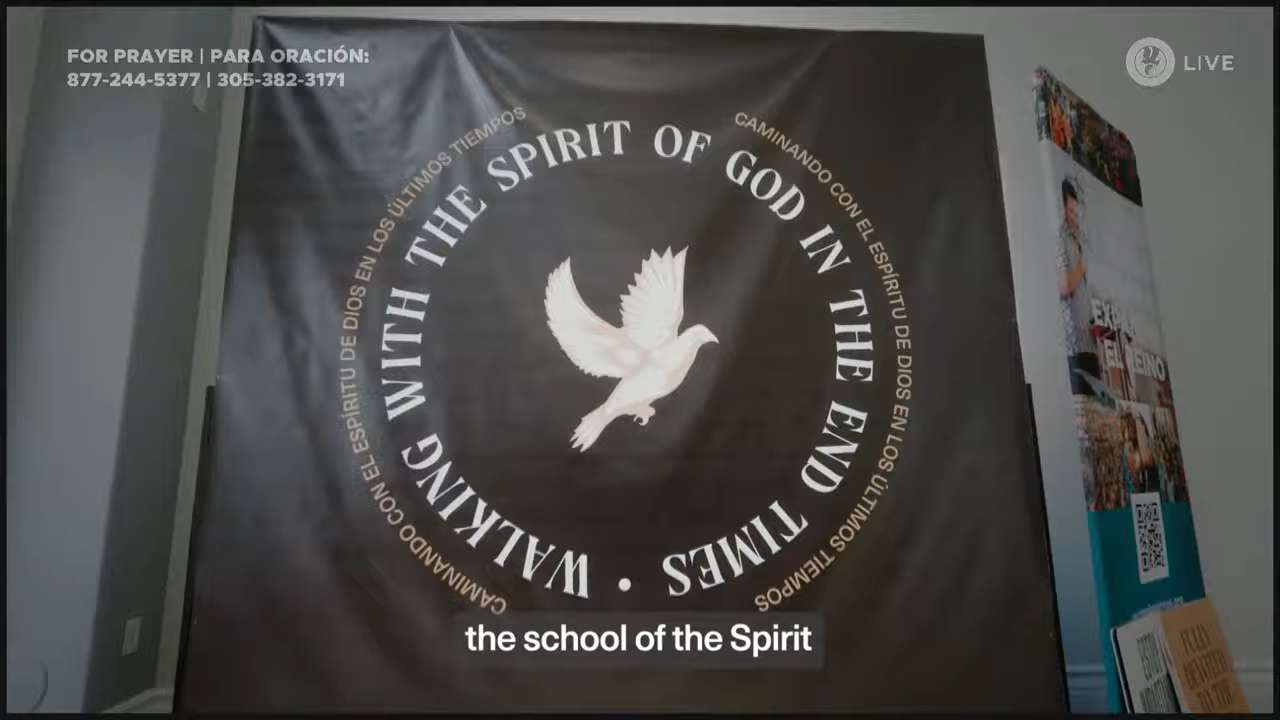 FOR PRAYER | PARA ORACIÓN:
877-244-5377 | 305-382-3171
LIVE
CAMINANDO CON EL ESPÍRITU DE DIOS EN LOS ÚLTIMOS TIEMPOS
CAMINANDO CON EL ESPÍRITU DE DIOS EN LOS ÚLTIMOS TIEMPOS
WALKING WITH THE SPIRIT OF GOD IN THE END TIMES •
EL REINO
the school of the Spirit